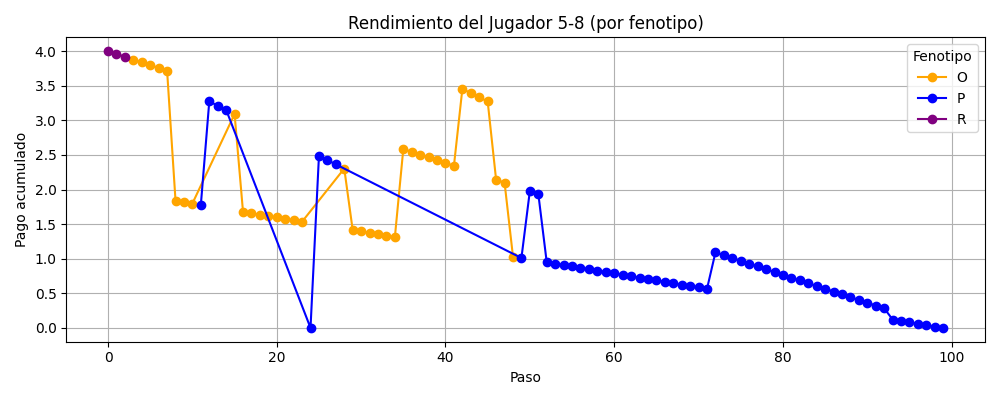 Rendimiento del Jugador 5-8 (por fenotipo)
Pago acumulado
4.0
3.5
3.0
2.5
2.0
1.5
1.0
0.5
0.0
Fenotipo
O
P
R
0 20 40 60 80 100
Paso